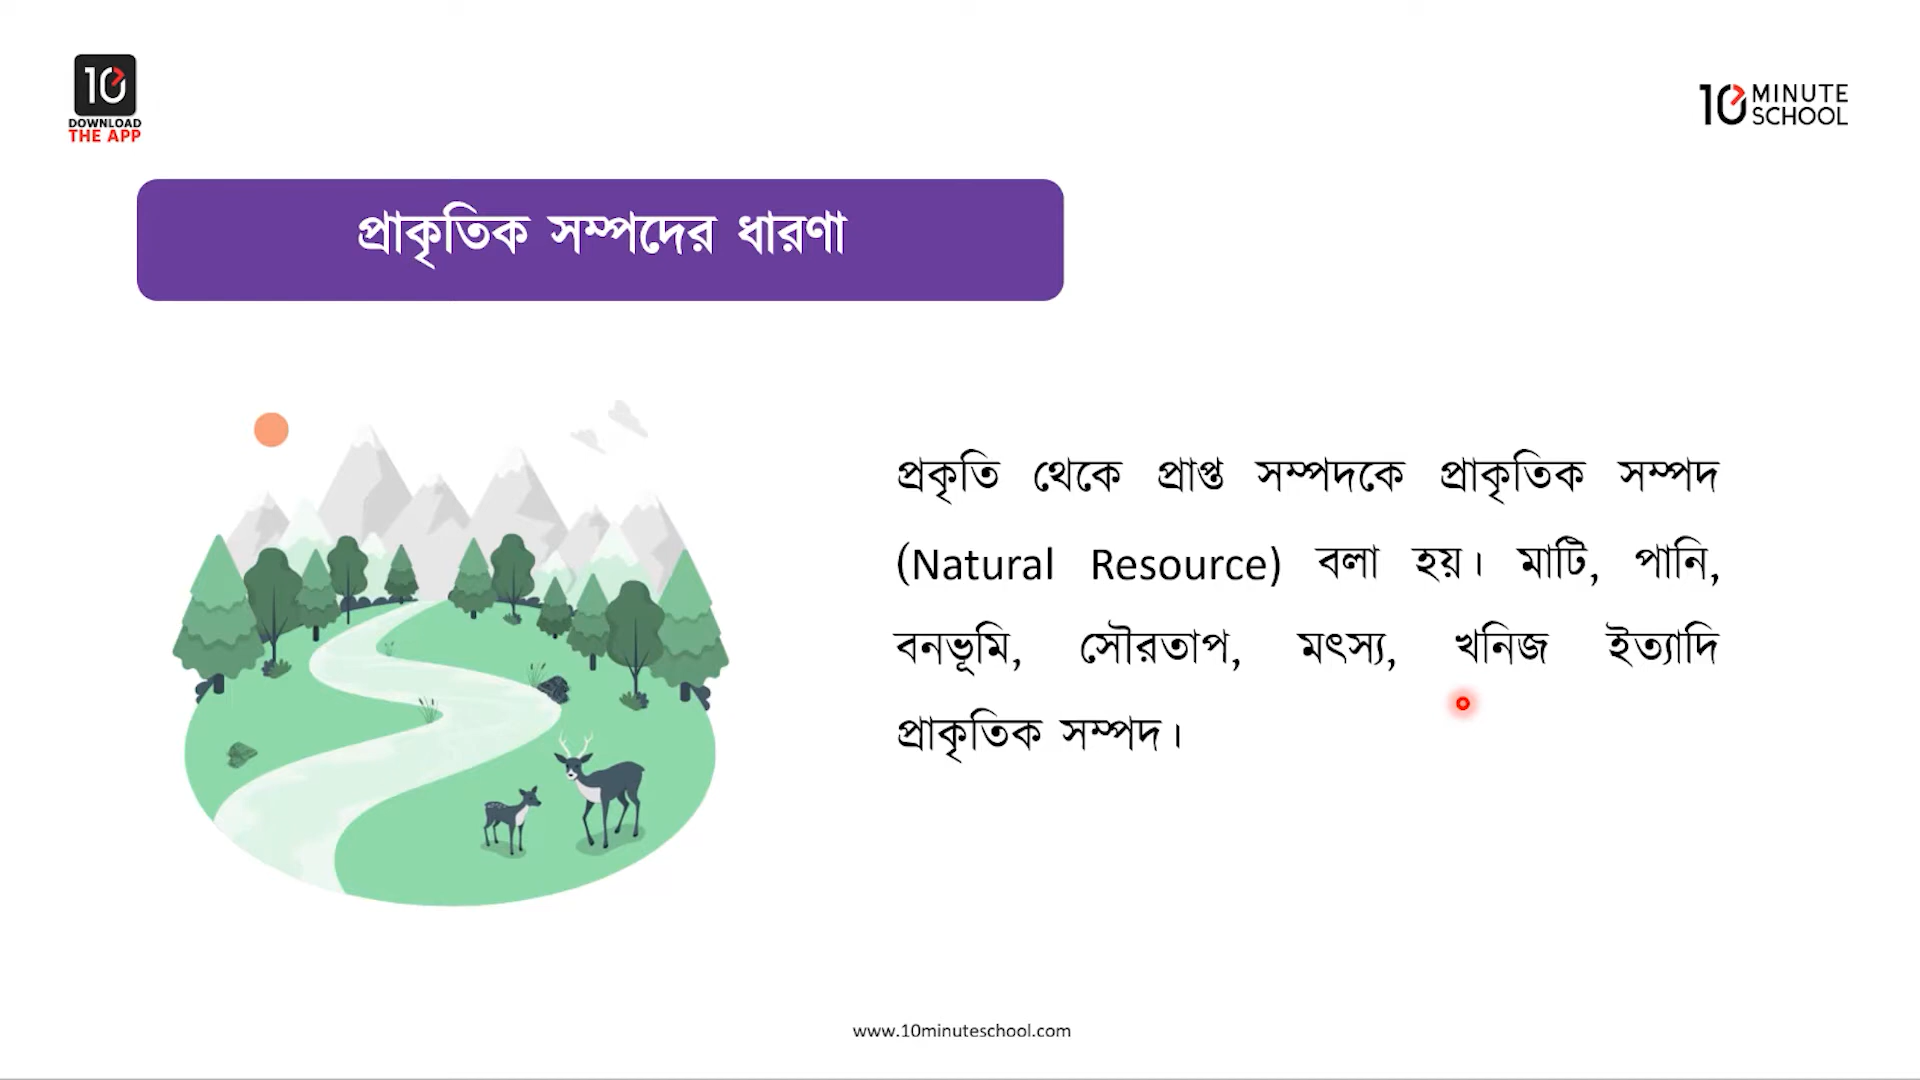 10
DOWNLOAD
THE APP
10 MINUTE
SCHOOL
প্রাকৃতিক সম্পদের ধারণা
প্রকৃতি থেকে প্রাপ্ত সম্পদকে প্রাকৃতিক সম্পদ
(Natural Resource) বলা হয়। মাটি, পানি,
বনভূমি, সৌরতাপ, মৎস্য, খনিজ ইত্যাদি
প্রাকৃতিক সম্পদ।
www.10minuteschool.com